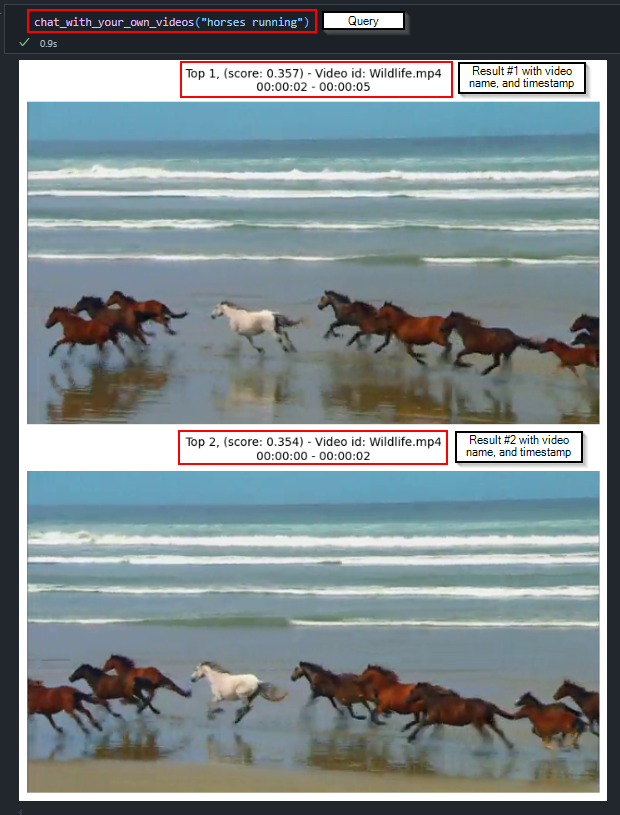 chat_with_your_own_videos("horses running")
Query
0.9s
Top 1, (score: 0.357) - Video id: Wildlife.mp4
00:00:02 - 00:00:05
Result #1 with video
name, and timestamp
Top 2, (score: 0.354) - Video id: Wildlife.mp4
00:00:00 - 00:00:02
Result #2 with video
name, and timestamp